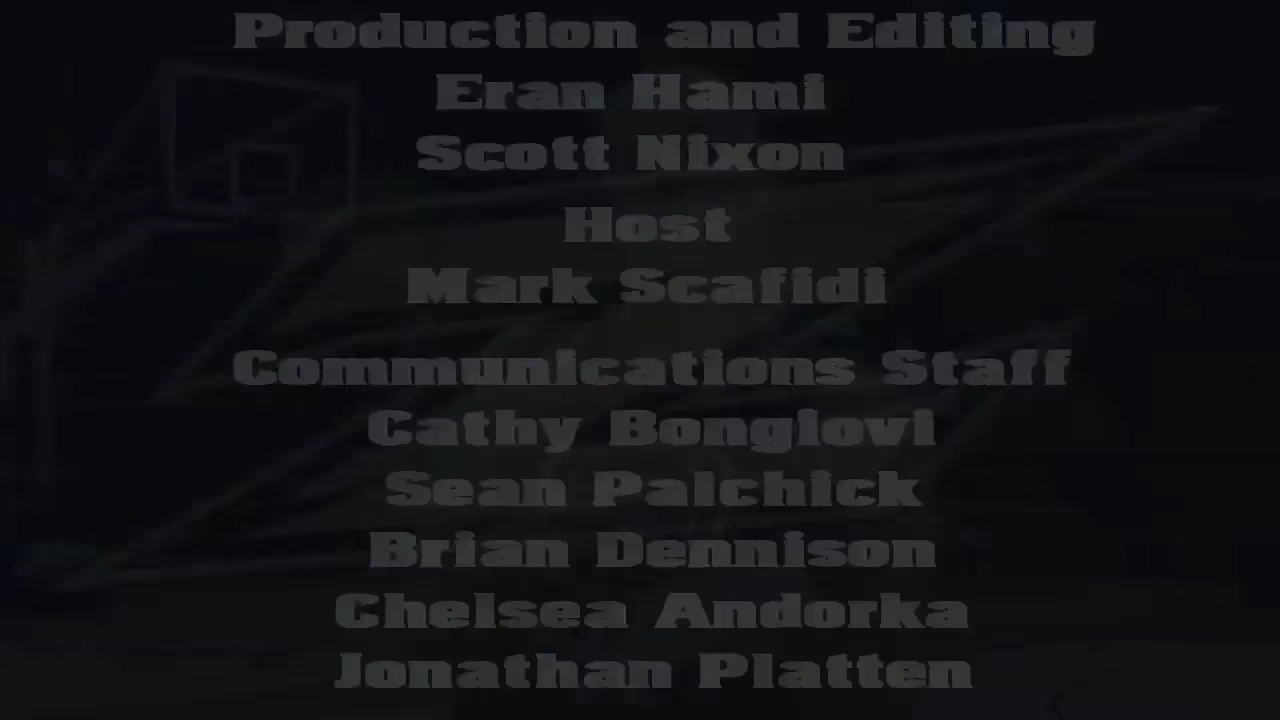 Production and Editing
Eran Hami
Scott Nixon
Host
Mark Scafidi
Communications Staff
Cathy Bongiovi
Sean Palchick
Brian Dennison
Chelsea Andorka
Jonathan Platten